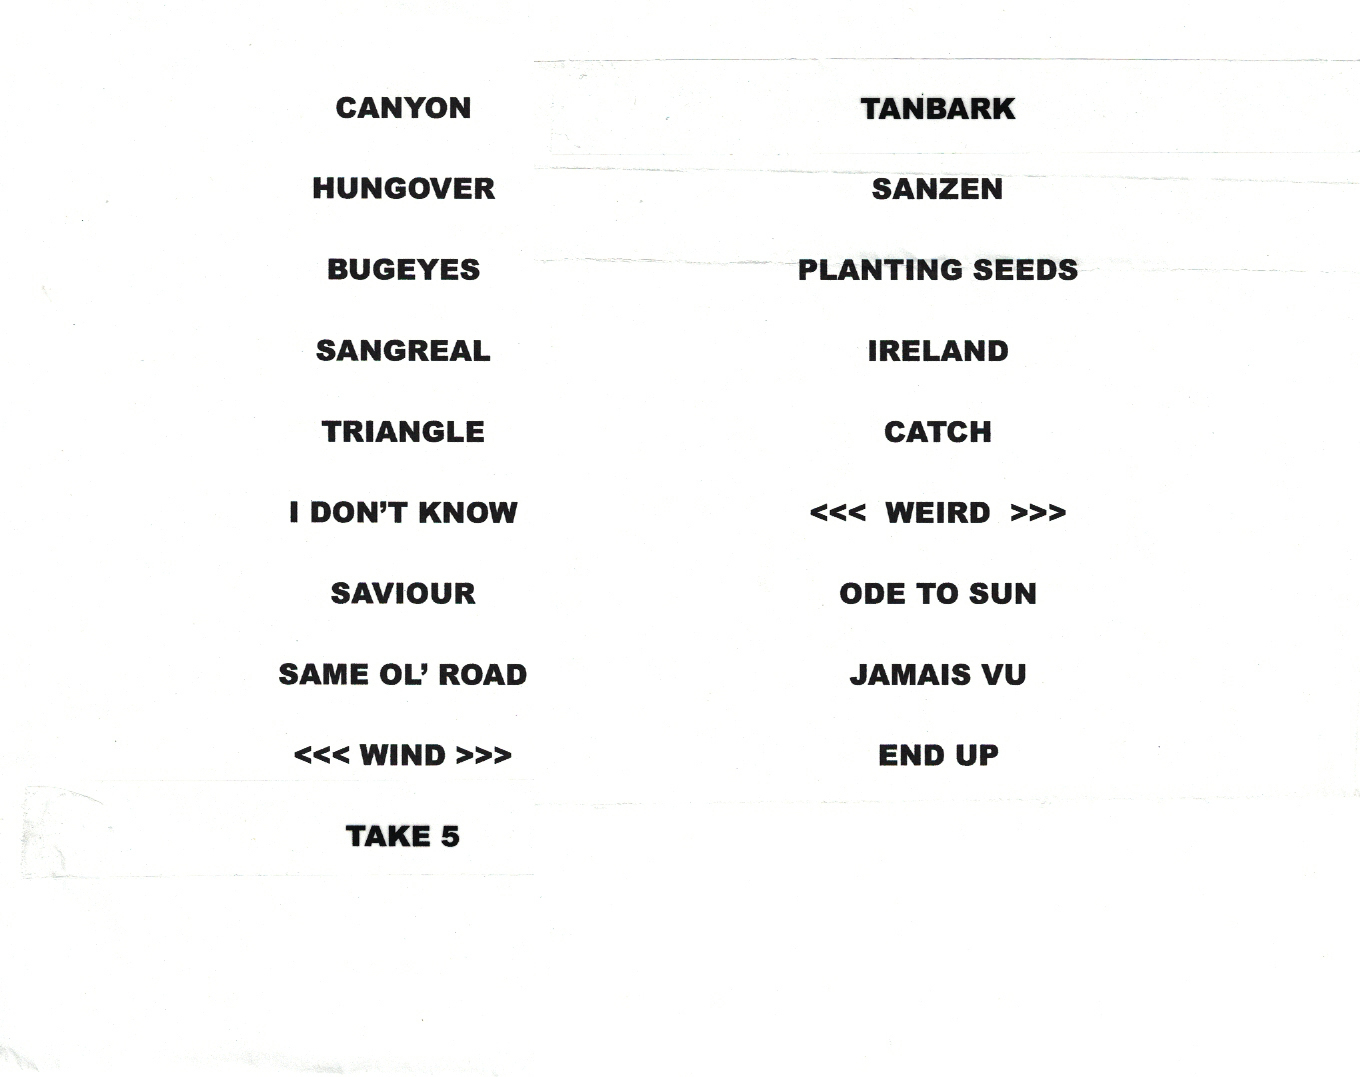 CANYON
HUNGOVER
BUGEYES
SANGREAL
TRIANGLE
I DON’T KNOW
SAVIOUR
SAME OL’ ROAD
<<< WIND >>>
TAKE 5
TANBARK
SANZEN
PLANTING SEEDS
IRELAND
CATCH
<<<  WEIRD  >>>
ODE TO SUN
JAMAIS VU
END UP